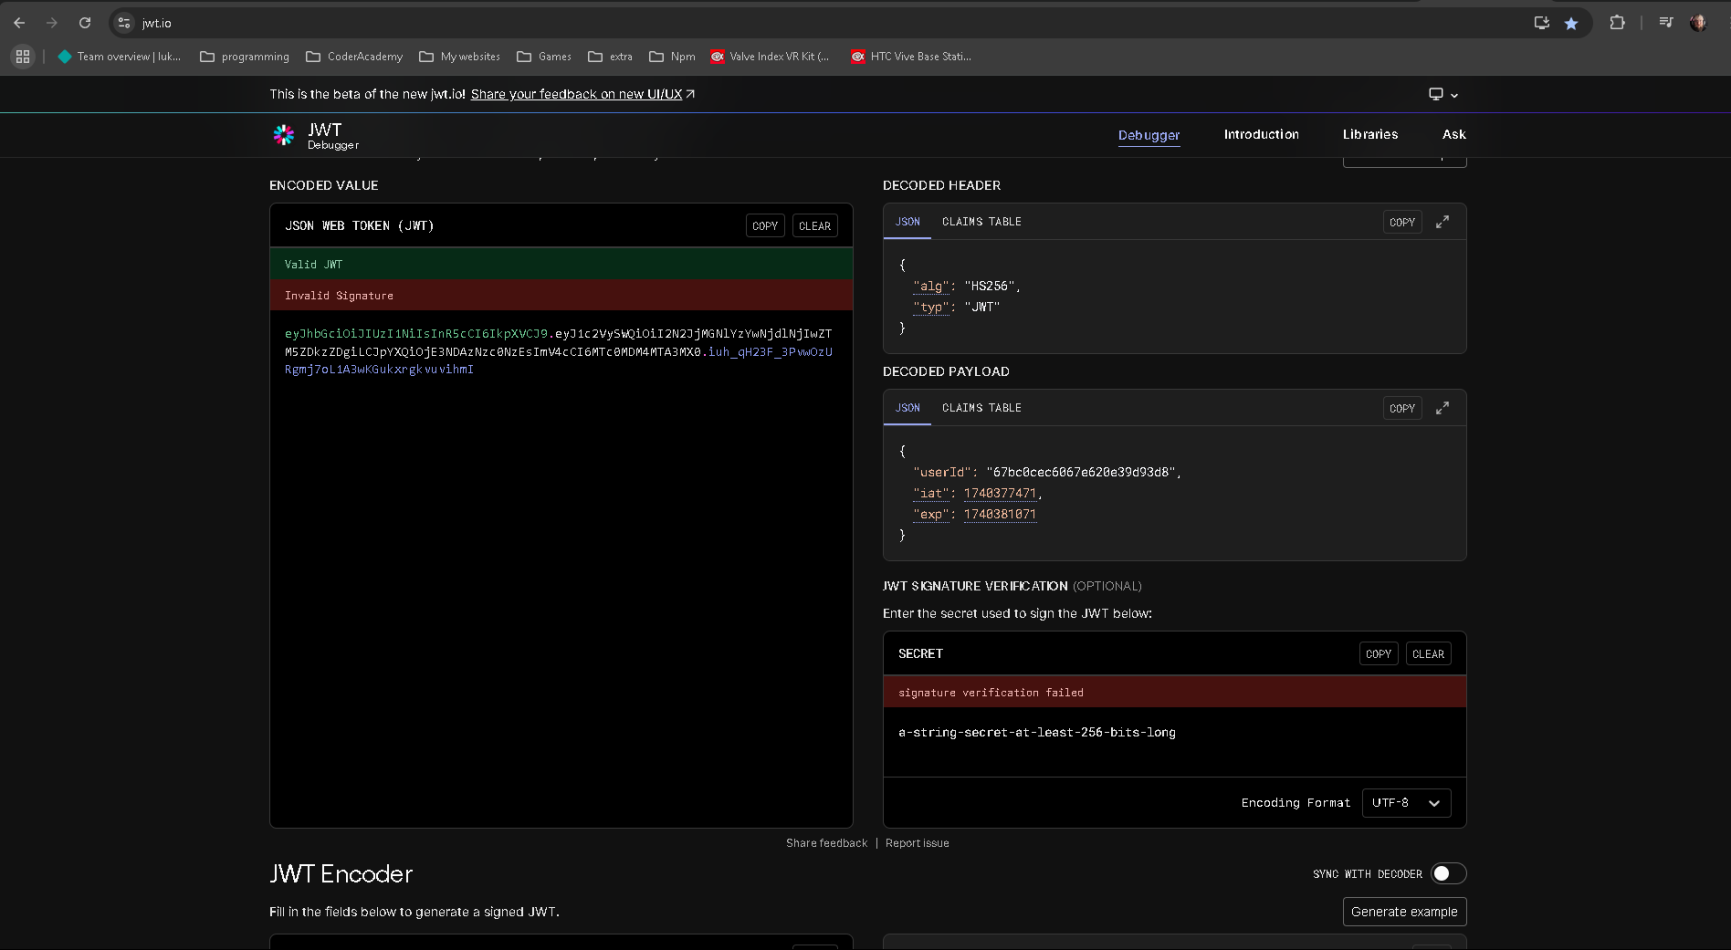 jwt.io
Team overview | luk...
programming
CoderAcademy
My websites
Games
extra
Npm
Valve Index VR Kit (...
HTC Vive Base Stati...
This is the beta of the new jwt.io! Share your feedback on new UI/UX
JWT
Debugger
Debugger
Introduction
Libraries
Ask
ENCODED VALUE
JSON WEB TOKEN (JWT)
COPY
CLEAR
Valid JWT
Invalid Signature
eyJhbGciOiJIUzI1NiIsInR5cCI6IkpXVCJ9.eyJ1c2VySWQiOiI2N2JjMGNlYzYwNjdlNjIwZT
M5ZDkzZDgiLCJpYXQiOjE3NDAzNzc0NzEsImV4cCI6MTc0MDM4MTA3MX0.iuh_qH23F_3PvwOzU
Rgmj7oL1A3wKGukxrgkvuvihmI
DECODED HEADER
JSON
CLAIMS TABLE
COPY
{
"alg": "HS256",
"typ": "JWT"
}
DECODED PAYLOAD
JSON
CLAIMS TABLE
COPY
{
"userId": "67bc0cec6067e620e39d93d8",
"iat": 1740377471,
"exp": 1740381071
}
JWT SIGNATURE VERIFICATION (OPTIONAL)
Enter the secret used to sign the JWT below:
SECRET
COPY
CLEAR
signature verification failed
a-string-secret-at-least-256-bits-long
Encoding Format
UTF-8
Share feedback | Report issue
JWT Encoder
SYNC WITH DECODER
Fill in the fields below to generate a signed JWT.
Generate example